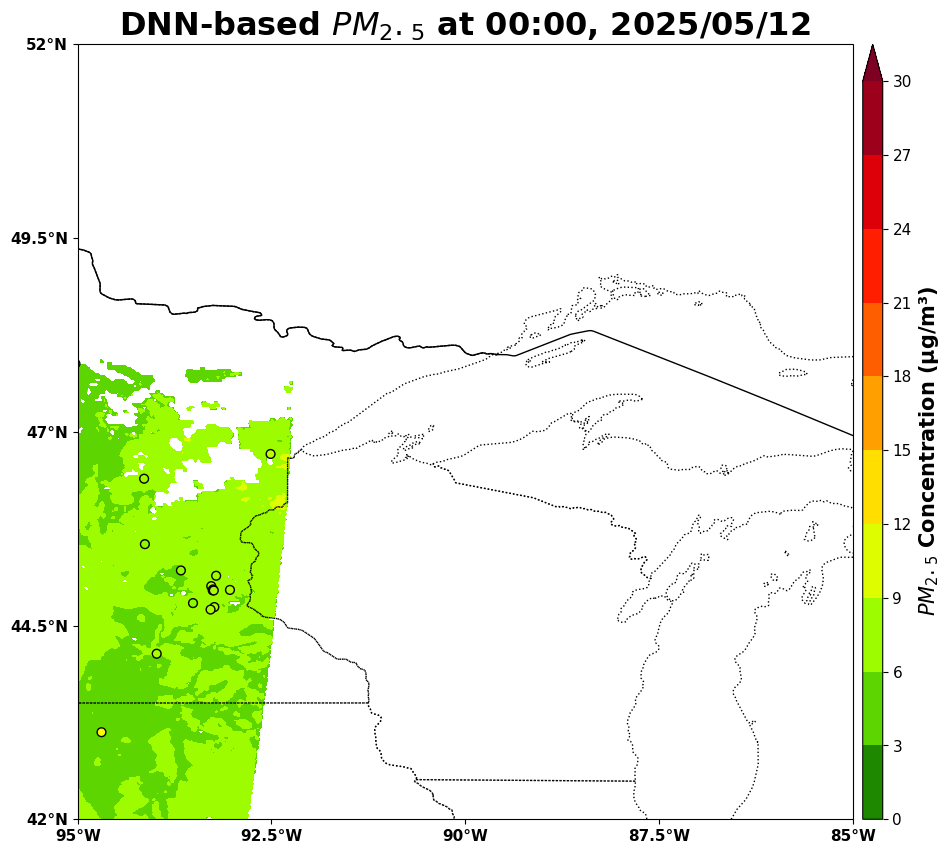 DNN-based PM2.5 at 00:00, 2025/05/12
52°N
49.5°N
47°N
44.5°N
42°N
95°W
92.5°W
90°W
87.5°W
85°W
30
27
24
21
18
15
12
9
6
3
0
PM2.5 Concentration (µg/m³)